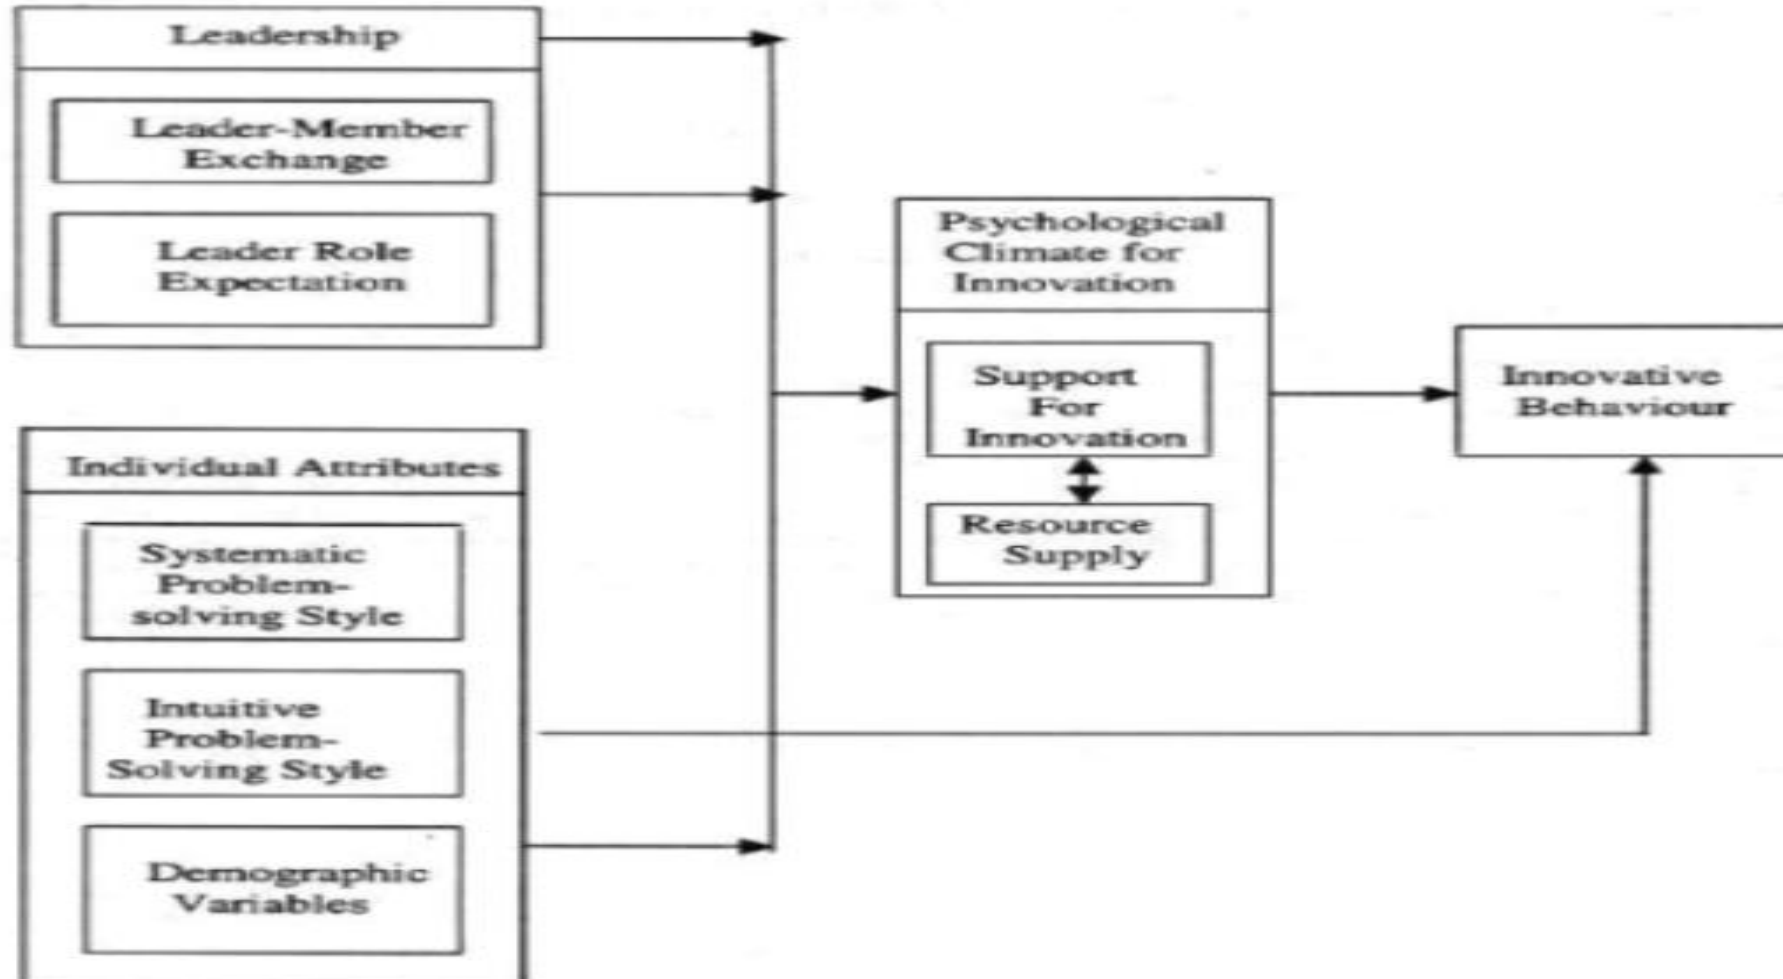 Leadership
Leader-Member
Exchange
Leader Role
Expectation
Individual Attributes
Systematic
Problem-
solving Style
Intuitive
Problem-
Solving Style
Demographic
Variables
Psychological
Climate for
Innovation
Support
For
Innovation
Resource
Supply
Innovative
Behaviour